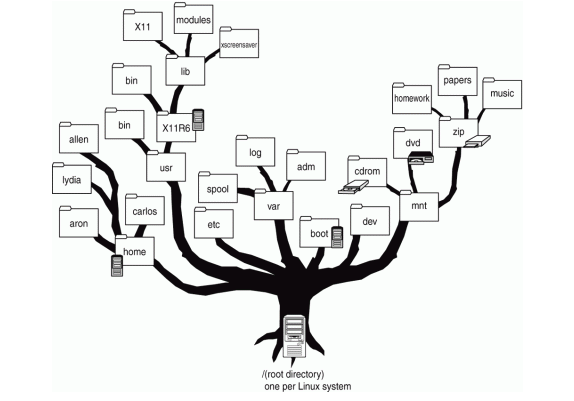 X11
modules
xscreensaver
lib
bin
bin
X11R6
allen
usr
lydia
carlos
aron
home
log
adm
spool
var
etc
boot
dev
papers
homework
music
zip
dvd
cdrom
mnt
/(root directory)
one per Linux system